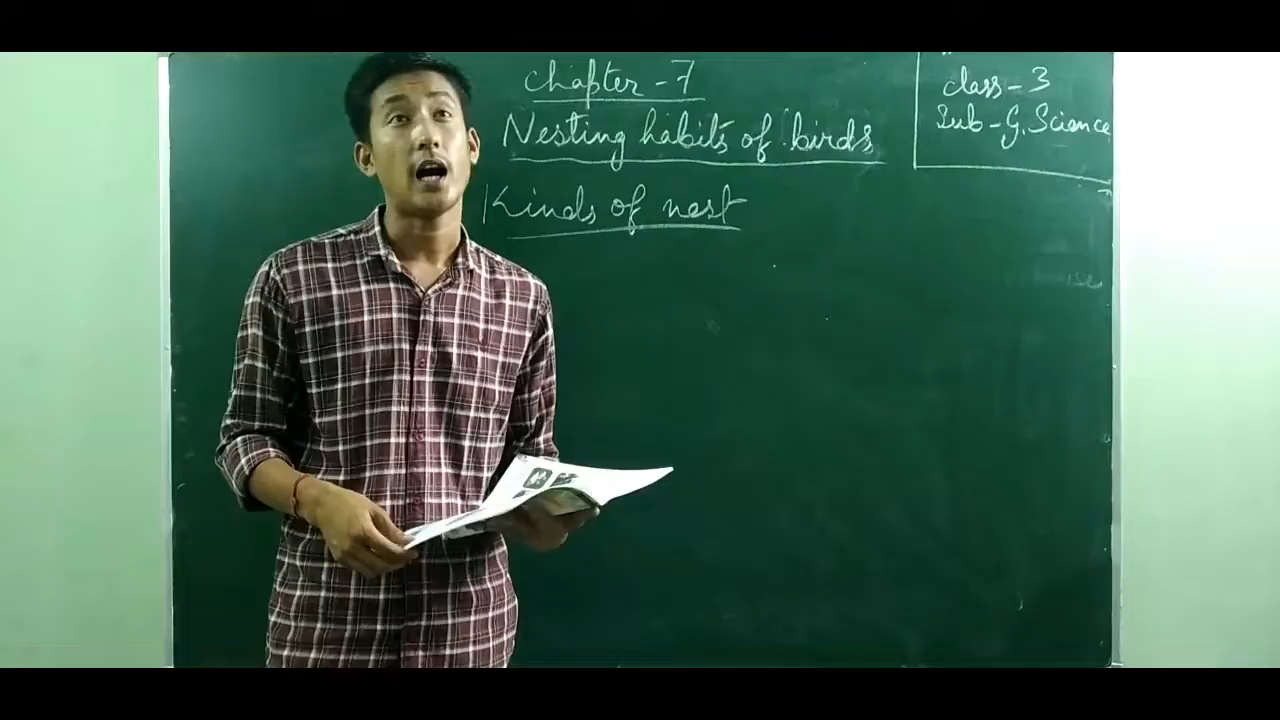 Chapter - 7
Nesting habits of birds
Kinds of nest
class - 3
Sub - G. Science